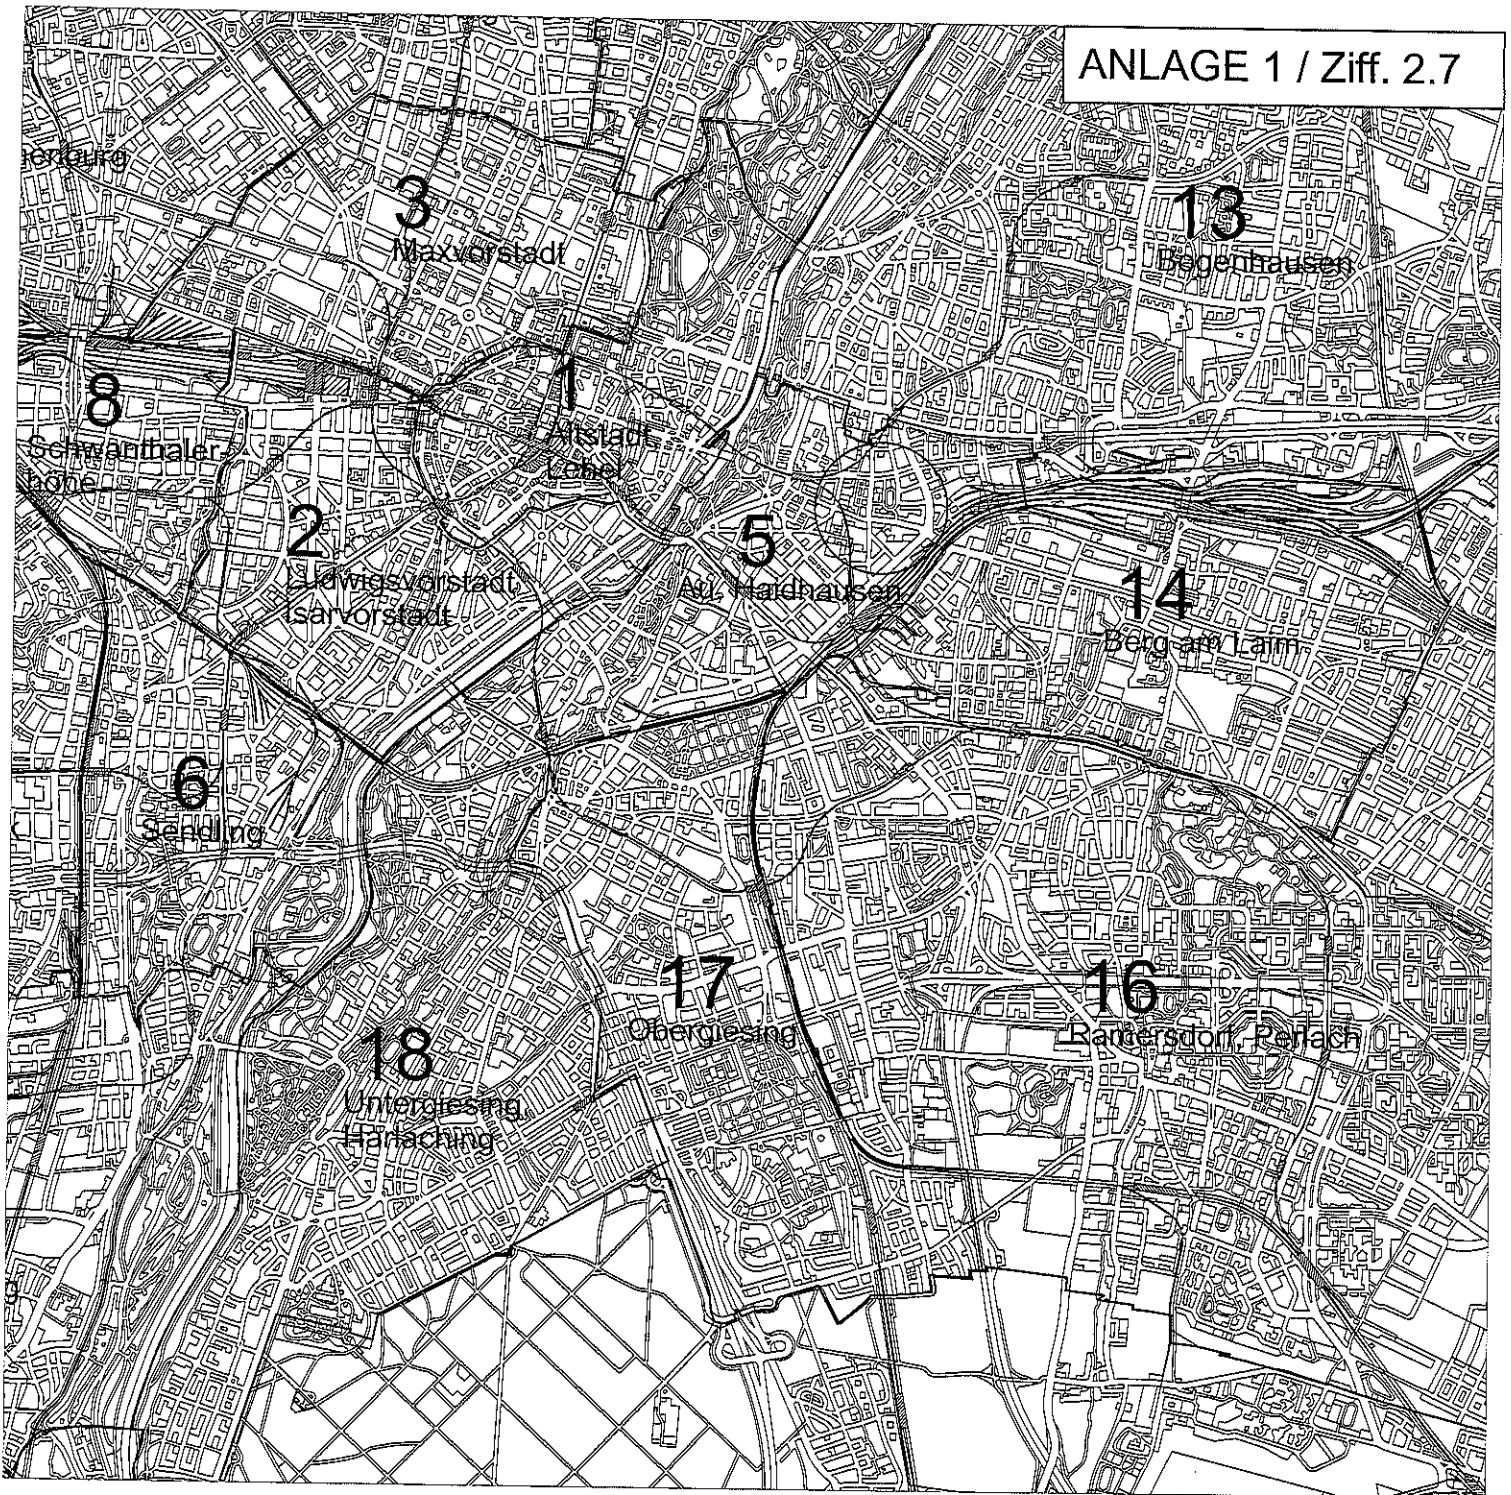 ANLAGE 1 / Ziff. 2.7
enburg
3
Maxvorstadt
13
Bogenhausen
1
Altstadt
Lehel
8
Schwanthaler-
höhe
2
Ludwigsvorstadt,
Isarvorstadt
5
Au, Haidhausen
14
Berg am Laim
6
Sendling
17
Obergiesing
16
Ramersdorf, Perlach
18
Untergiesing,
Harlaching
g